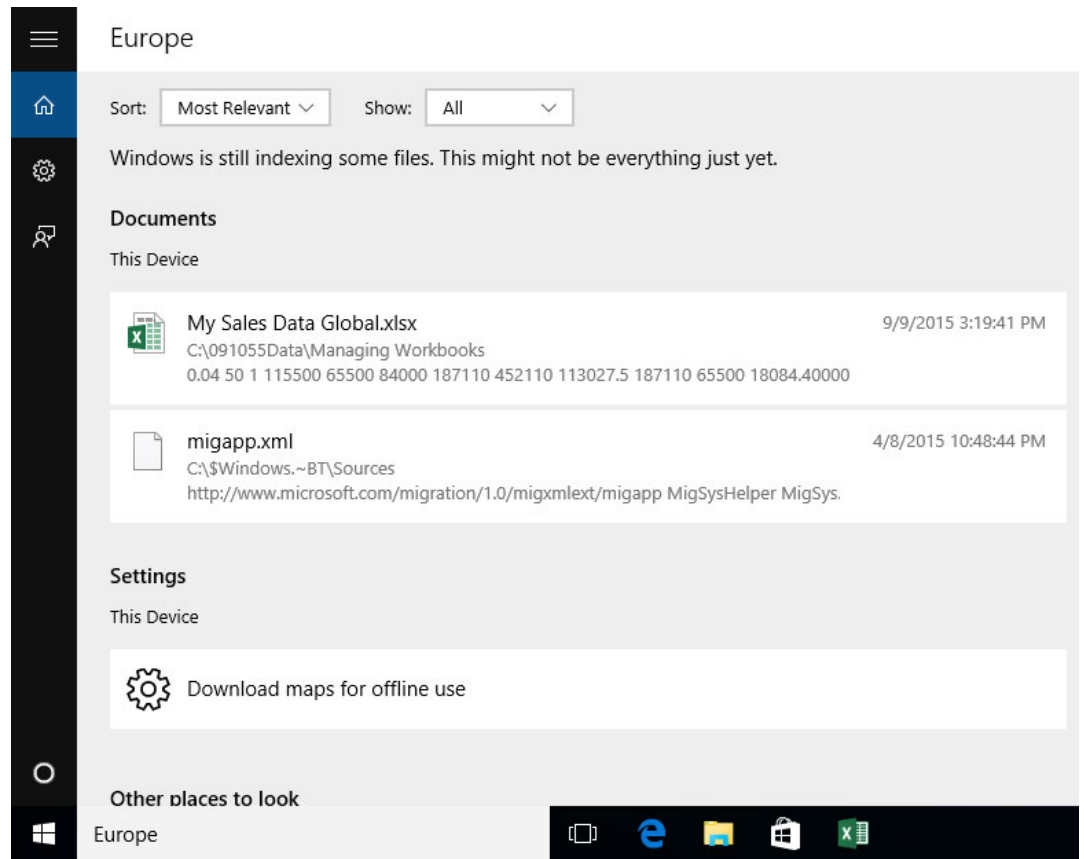 Europe
Sort: Most Relevant Show: All
Windows is still indexing some files. This might not be everything just yet.
Documents
This Device
My Sales Data Global.xlsx 9/9/2015 3:19:41 PM
C:\091055Data\Managing Workbooks
0.04 50 1 115500 65500 84000 187110 452110 113027.5 187110 65500 18084.40000
migapp.xml 4/8/2015 10:48:44 PM
C:\$Windows.~BT\Sources
http://www.microsoft.com/migration/1.0/migxmlext/migapp MigSysHelper MigSys.
Settings
This Device
Download maps for offline use
Other places to look
Europe